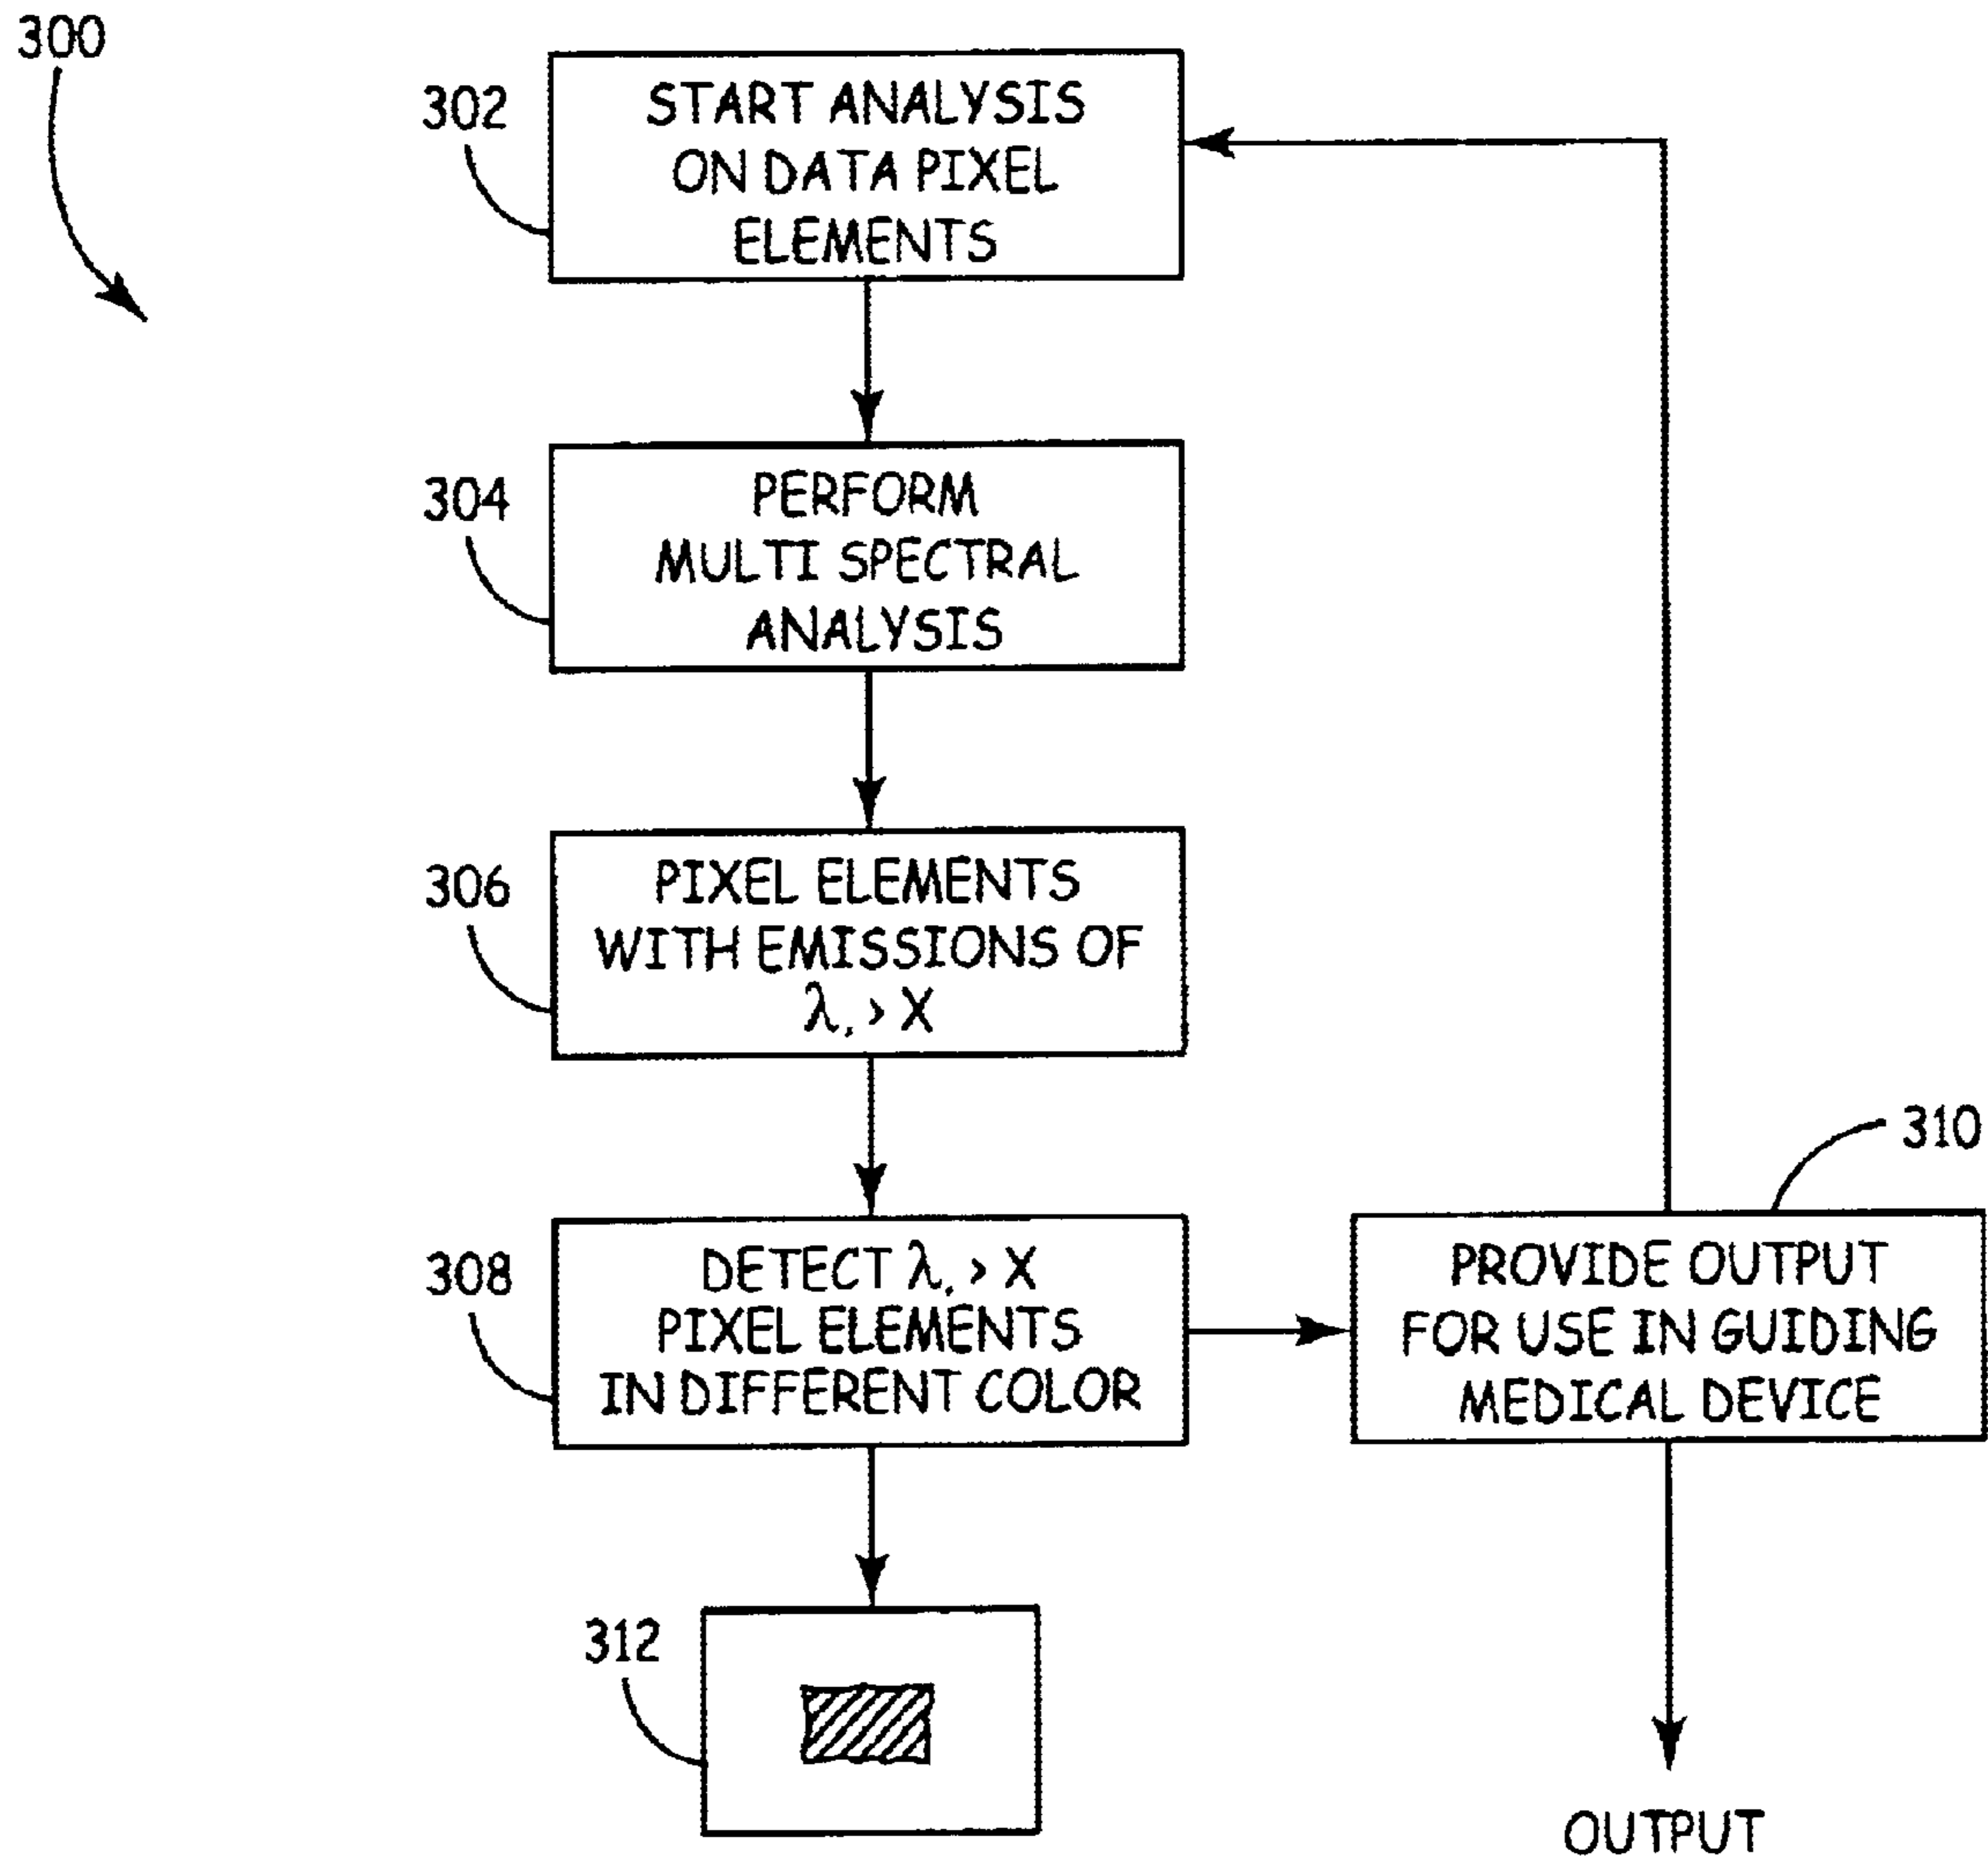 300
302
START ANALYSIS
ON DATA PIXEL
ELEMENTS
304
PERFORM
MULTI SPECTRAL
ANALYSIS
306
PIXEL ELEMENTS
WITH EMISSIONS OF
λ, > X
308
DETECT λ, > X
PIXEL ELEMENTS
IN DIFFERENT COLOR
310
PROVIDE OUTPUT
FOR USE IN GUIDING
MEDICAL DEVICE
312
OUTPUT